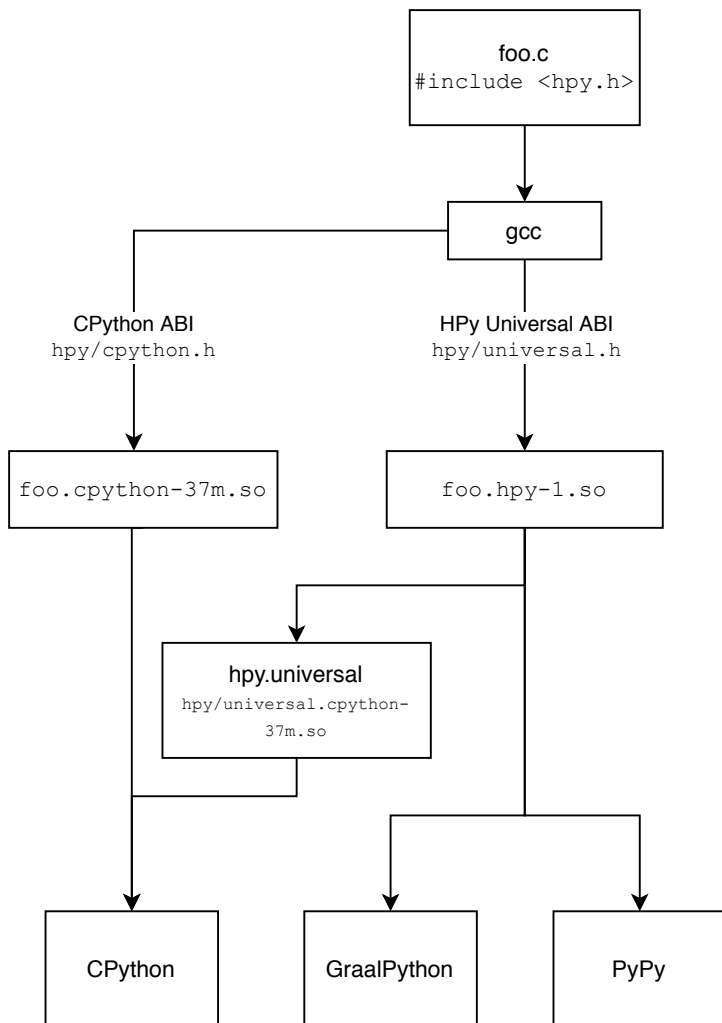 foo.c
#include <hpy.h>
gcc
CPython ABI
hpy/cpython.h
HPy Universal ABI
hpy/universal.h
foo.cpython-37m.so
foo.hpy-1.so
hpy.universal
hpy/universal.cpython-
37m.so
CPython
GraalPython
PyPy